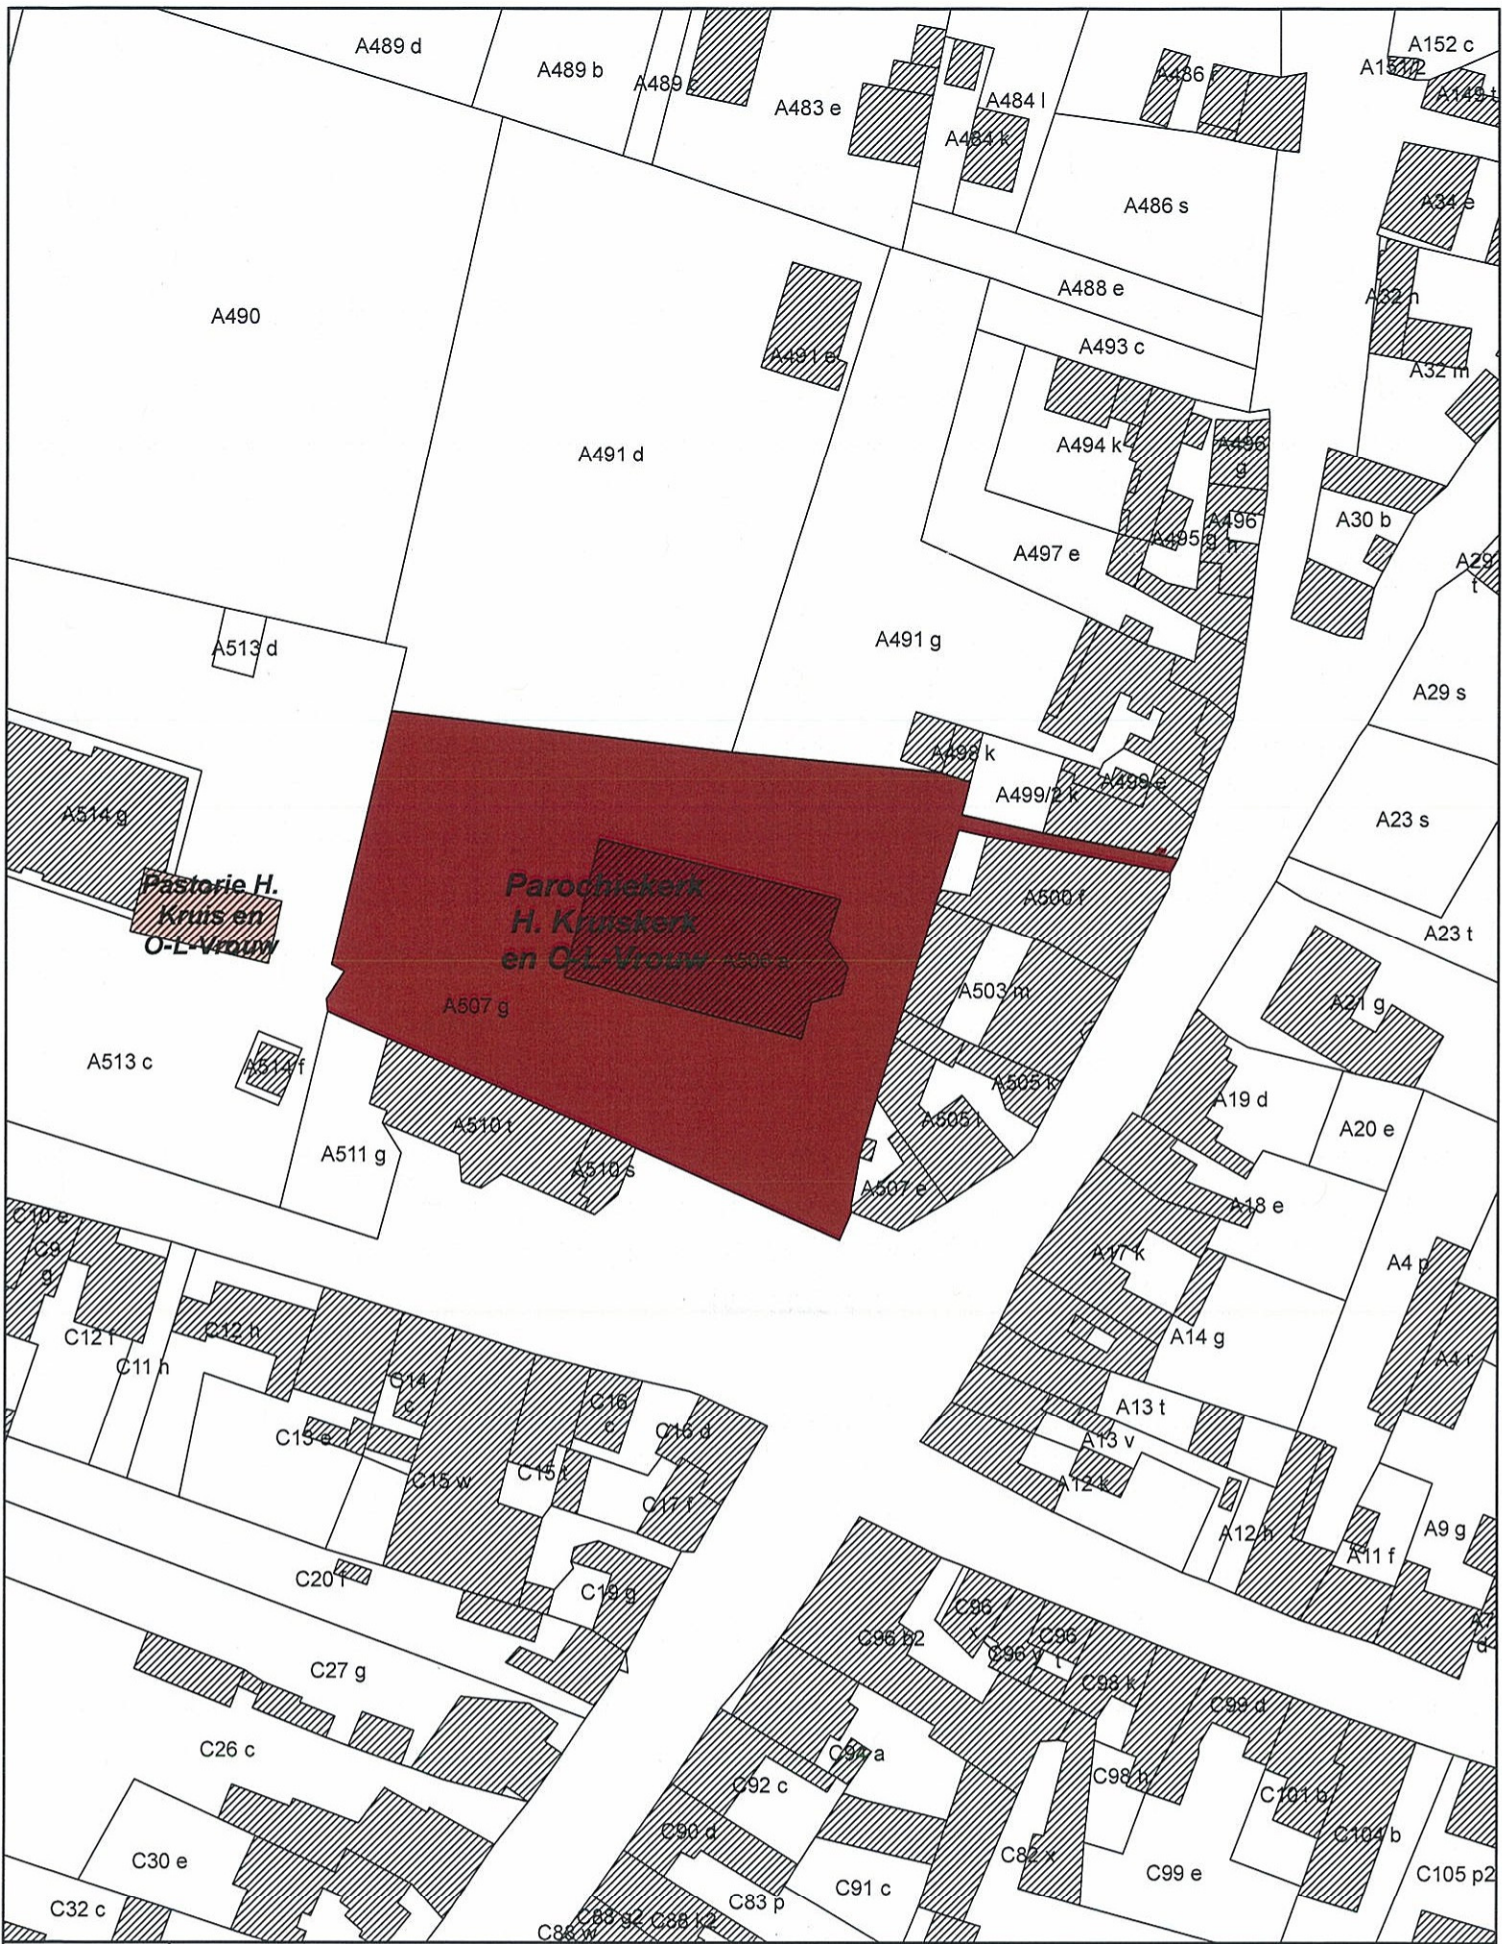 A489 d
A489 b
A489 c
A483 e
A484 l
A484 k
A486 r
A152 c
A151/2
A149 t
A486 s
A34 e
A490
A488 e
A32 n
A493 c
A491 e
A32 m
A491 d
A494 k
A496
g
A496
h
A495 g
A30 b
A497 e
A29
t
A513 d
A491 g
A29 s
A498 k
A499/2 k
A499 e
A514 g
A23 s
Pastorie H.
Kruis en
O-L-Vrouw
Parochiekerk
H. Kruiskerk
en O-L-Vrouw
A506 a
A500 f
A23 t
A503 m
A507 g
A21 g
A513 c
A514 f
A505 k
A505 l
A19 d
A20 e
A510 t
A511 g
A510 s
A507 e
A18 e
C10 e
C9
g
A17 k
A4 p
C12 f
C12 h
C11 h
A14 g
A4 r
C14
c
C16
c
C16 d
A13 t
C13 e
A13 v
C15 w
C15 t
A12 k
C17 f
A12 h
A9 g
A11 f
C20 f
C19 g
C96
x
C96 b2
C96 v
C96
t
A7
d
C27 g
C98 k
C99 d
C26 c
C94 a
C92 c
C98 h
C101 b
C90 d
C104 b
C30 e
C82 x
C99 e
C105 p2
C91 c
C83 p
C32 c
C88 g2
C88 k2
C88 w